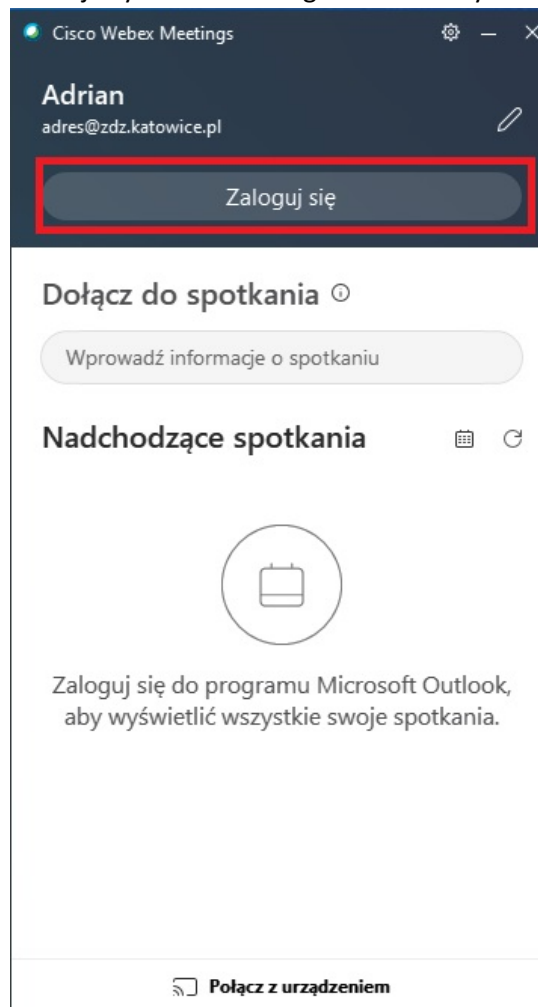 Cisco Webex Meetings
Adrian
adres@zdz.katowice.pl
Zaloguj się
Dołącz do spotkania
Wprowadź informacje o spotkaniu
Nadchodzące spotkania
Zaloguj się do programu Microsoft Outlook,
aby wyświetlić wszystkie swoje spotkania.
Połącz z urządzeniem